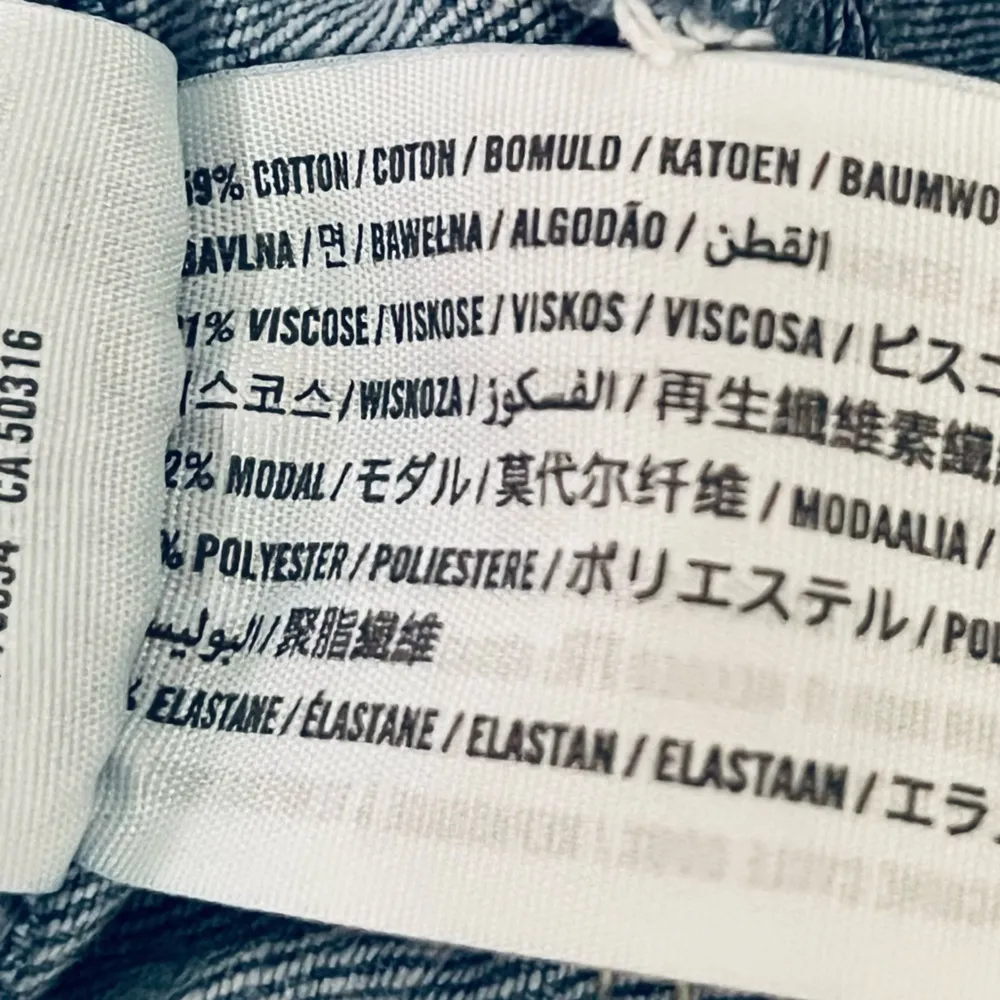 CA 50316
9% COTTON / COTON / BOMULD / KATOEN / BAUMWO
BAVLNA / 면 / BAWEŁNA / ALGODÃO / القطن
1% VISCOSE / VISKOSE / VISKOS / VISCOSA / ビスコ
스코스 / WISKOZA / الفسكوز / 再生纖維素纖
2% MODAL / モダル / 莫代尔纤维 / MODAALIA /
% POLYESTER / POLIESTERE / ポリエステル / POL
البوليس / 聚脂纖維
% ELASTANE / ÉLASTANE / ELASTAN / ELASTAAN / エラ